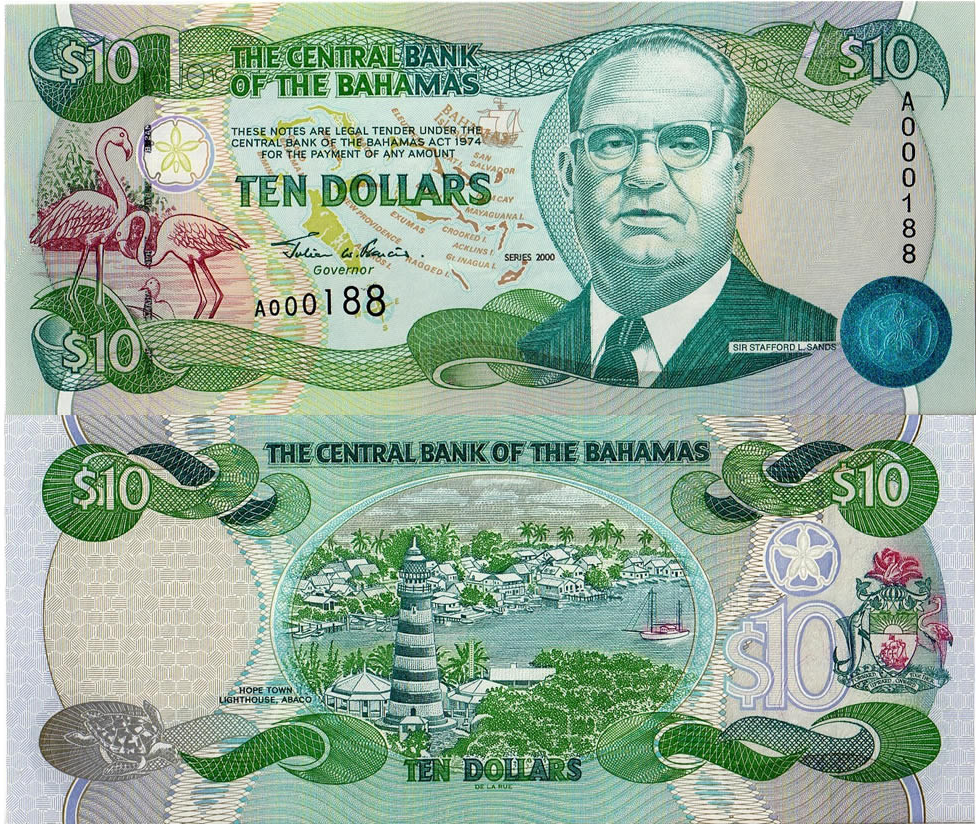 $10
THE CENTRAL BANK
OF THE BAHAMAS
$10
A000188
THESE NOTES ARE LEGAL TENDER UNDER THE
CENTRAL BANK OF THE BAHAMAS ACT 1974
FOR THE PAYMENT OF ANY AMOUNT
TEN DOLLARS
BAHAMAS
SAN
SALVADOR
NEW PROVIDENCE
EXUMAS
MAYAGUANA I.
CROOKED I.
ACKLINS I.
RAGGED I.
GT. INAGUA I.
Governor
SERIES 2000
A000188
$10
SIR STAFFORD L. SANDS
THE CENTRAL BANK OF THE BAHAMAS
$10
$10
$10
HOPE TOWN
LIGHTHOUSE, ABACO
TEN DOLLARS
DE LA RUE